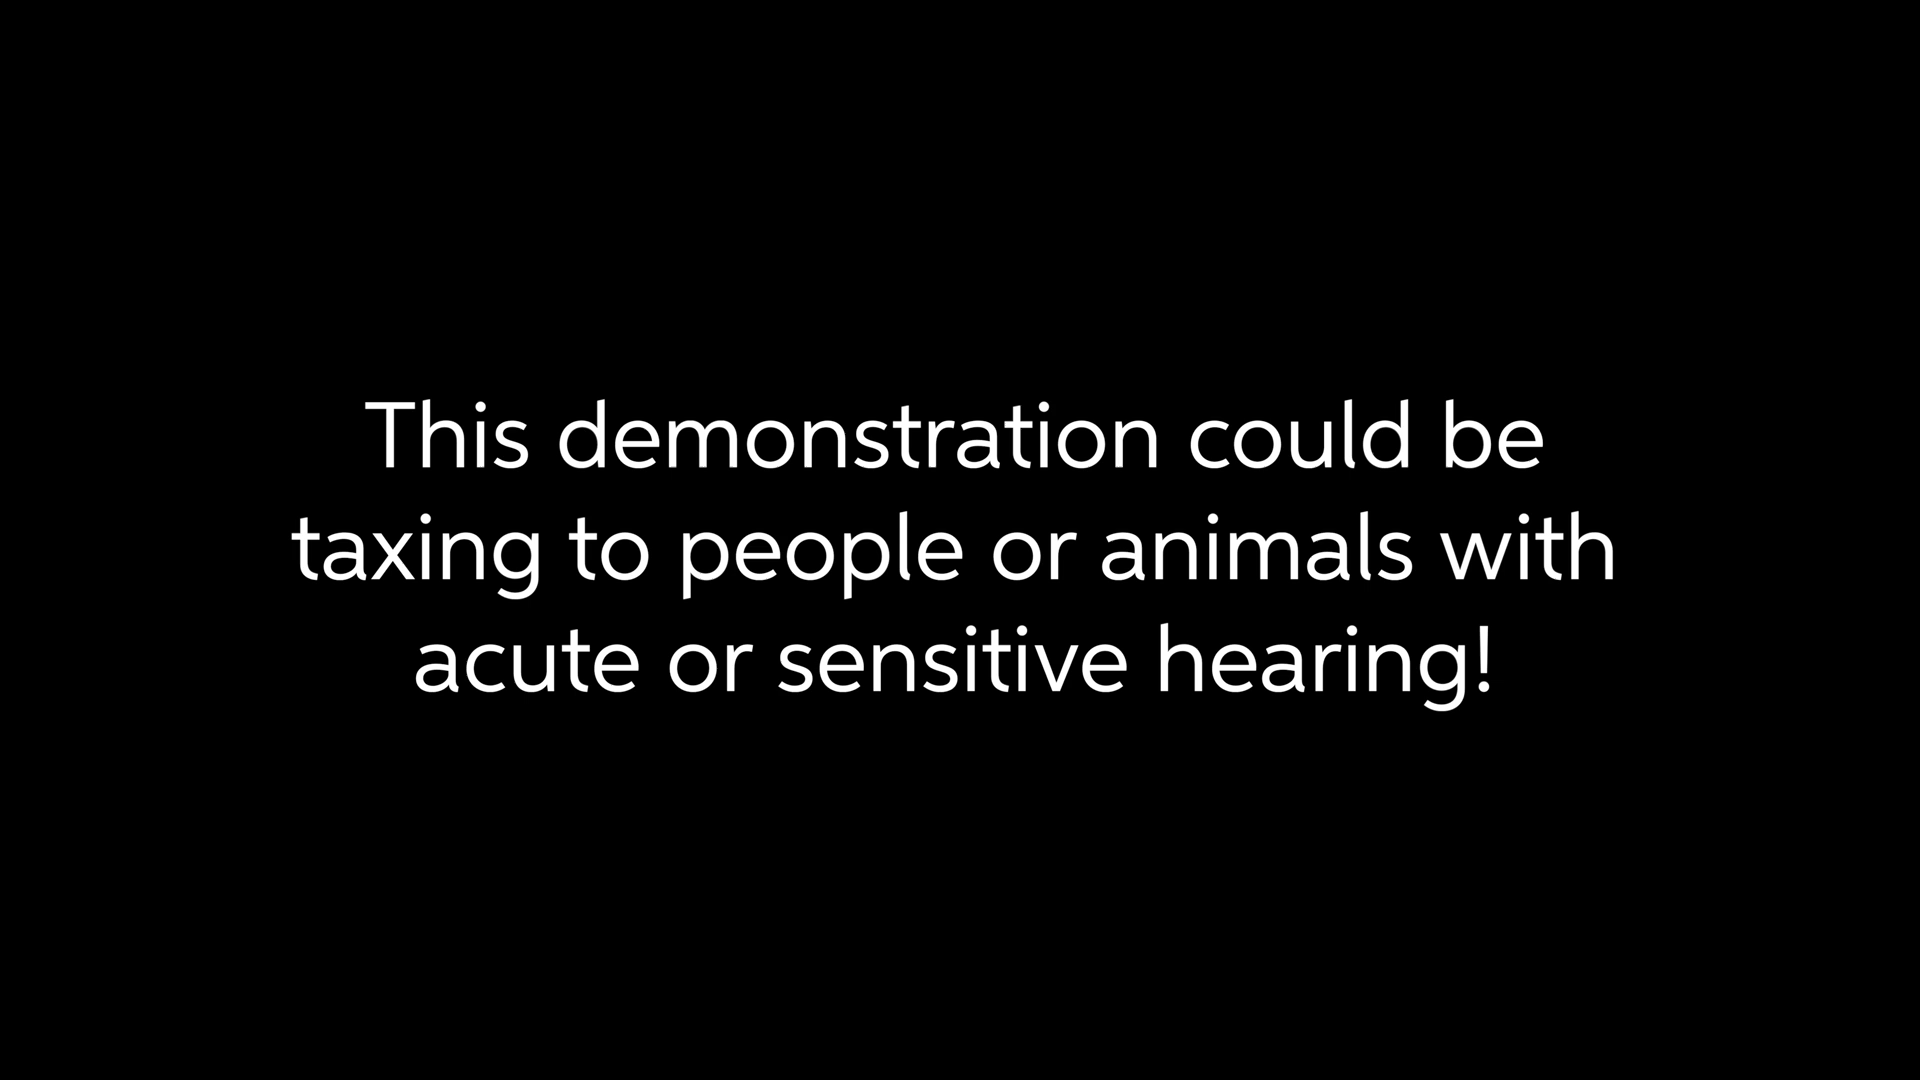 This demonstration could be
taxing to people or animals with
acute or sensitive hearing!